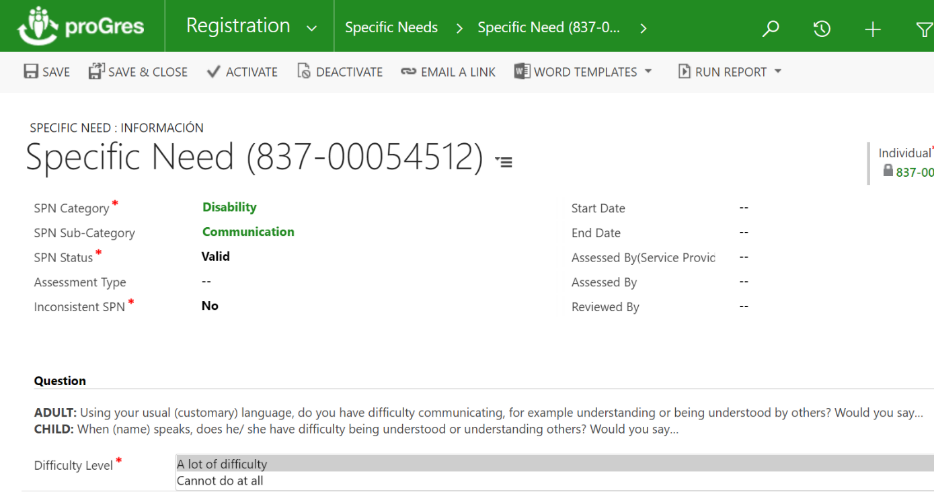 proGres Registration Specific Needs > Specific Need (837-0... >
SAVE SAVE & CLOSE ACTIVATE DEACTIVATE EMAIL A LINK WORD TEMPLATES RUN REPORT
SPECIFIC NEED : INFORMACIÓN
Specific Need (837-00054512)
Individual*
837-00
SPN Category* Disability Start Date --
SPN Sub-Category Communication End Date --
SPN Status* Valid Assessed By(Service Provic --
Assessment Type -- Assessed By --
Inconsistent SPN* No Reviewed By --
Question
ADULT: Using your usual (customary) language, do you have difficulty communicating, for example understanding or being understood by others? Would you say...
CHILD: When (name) speaks, does he/ she have difficulty being understood or understanding others? Would you say...
Difficulty Level* A lot of difficulty
Cannot do at all